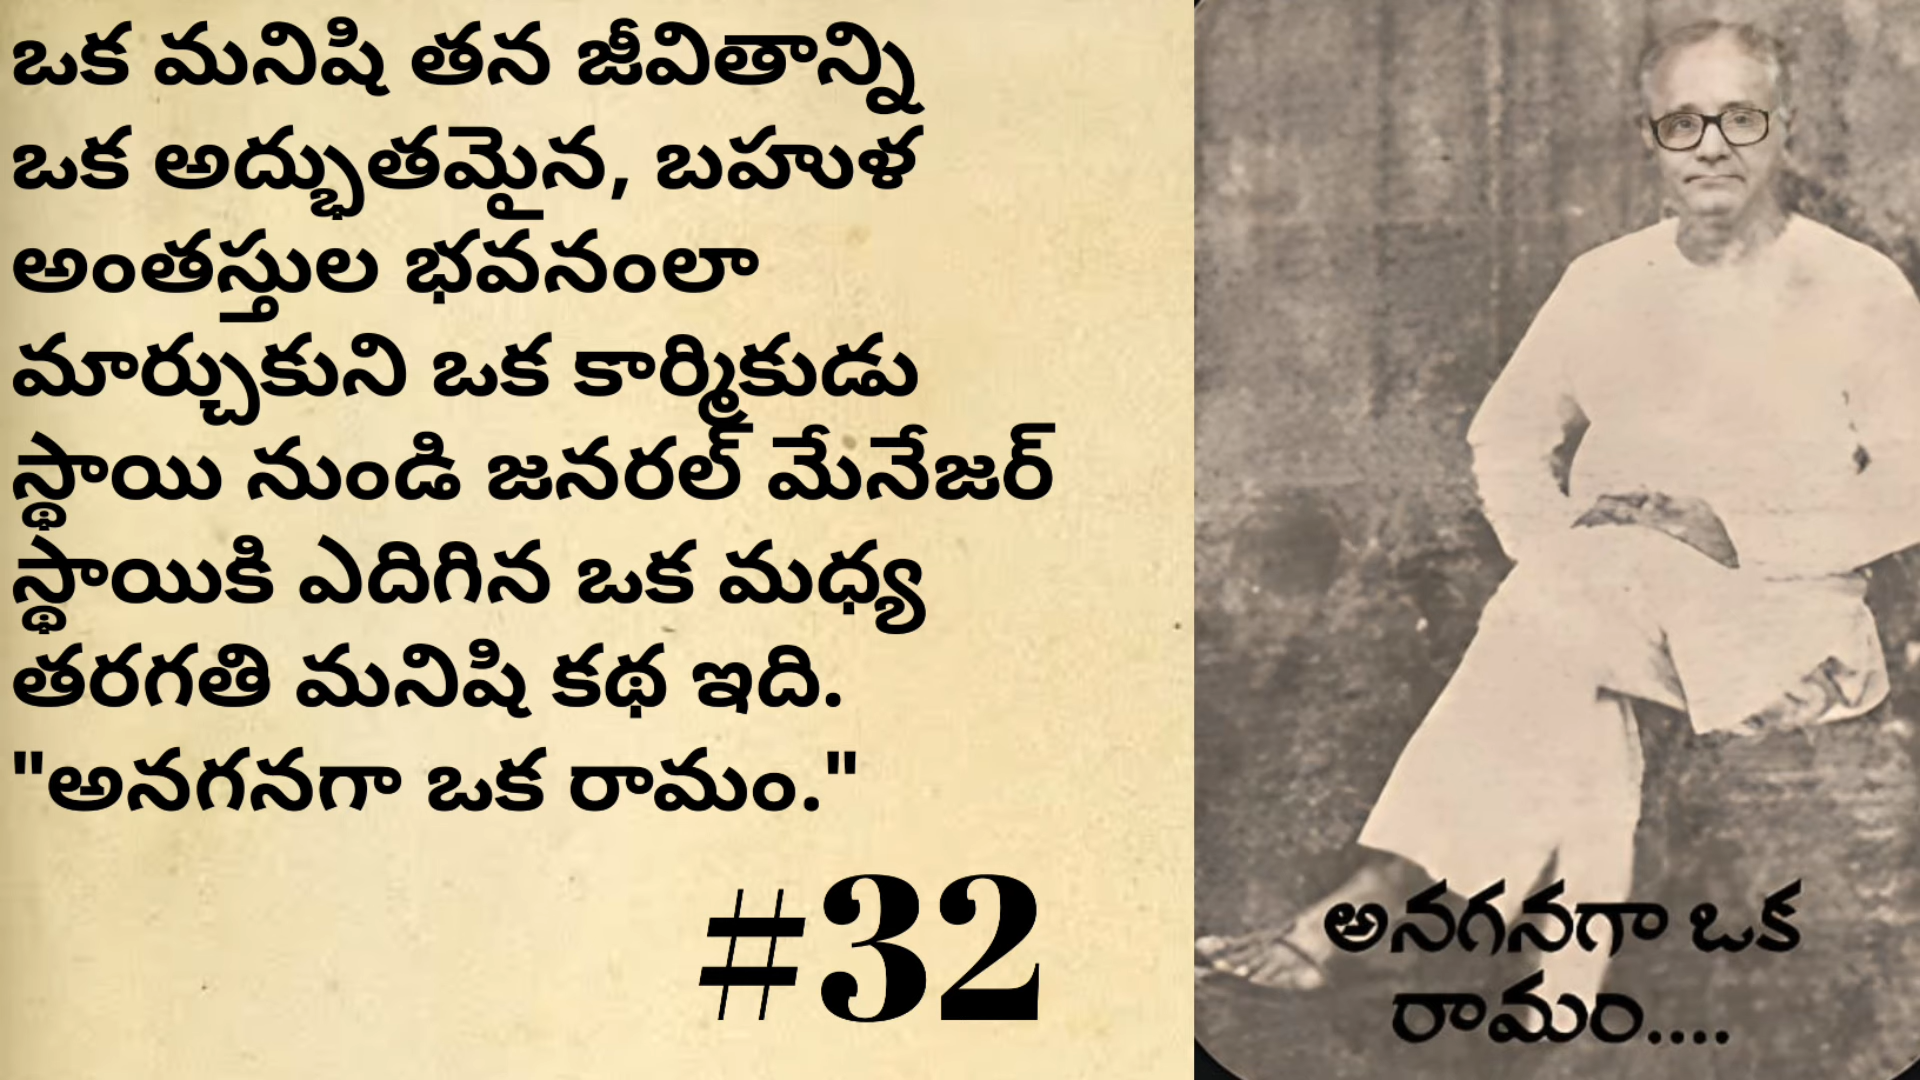 ఒక మనిషి తన జీవితాన్ని
ఒక అద్భుతమైన, బహుళ
అంతస్తుల భవనంలా
మార్చుకుని ఒక కార్మికుడు
స్థాయి నుండి జనరల్ మేనేజర్
స్థాయికి ఎదిగిన ఒక మధ్య
తరగతి మనిషి కథ ఇది.
"అనగనగా ఒక రామం."
#32
అనగనగా ఒక
రామం....